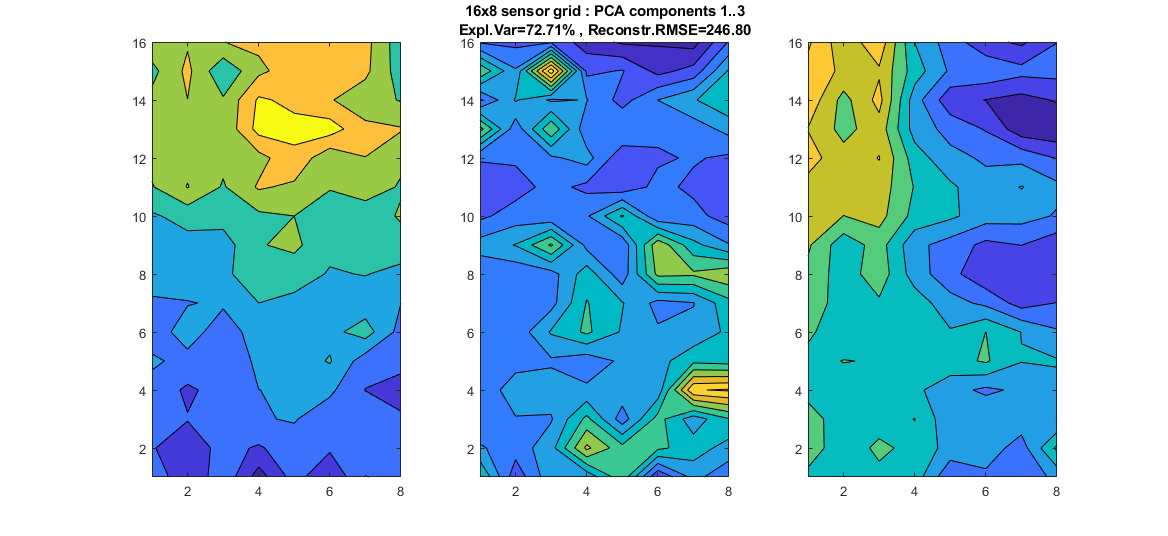 16x8 sensor grid : PCA components 1..3
Expl.Var=72.71% , Reconstr.RMSE=246.80
16 16 16
14 14 14
12 12 12
10 10 10
8 8 8
6 6 6
4 4 4
2 2 2
2 4 6 8 2 4 6 8 2 4 6 8